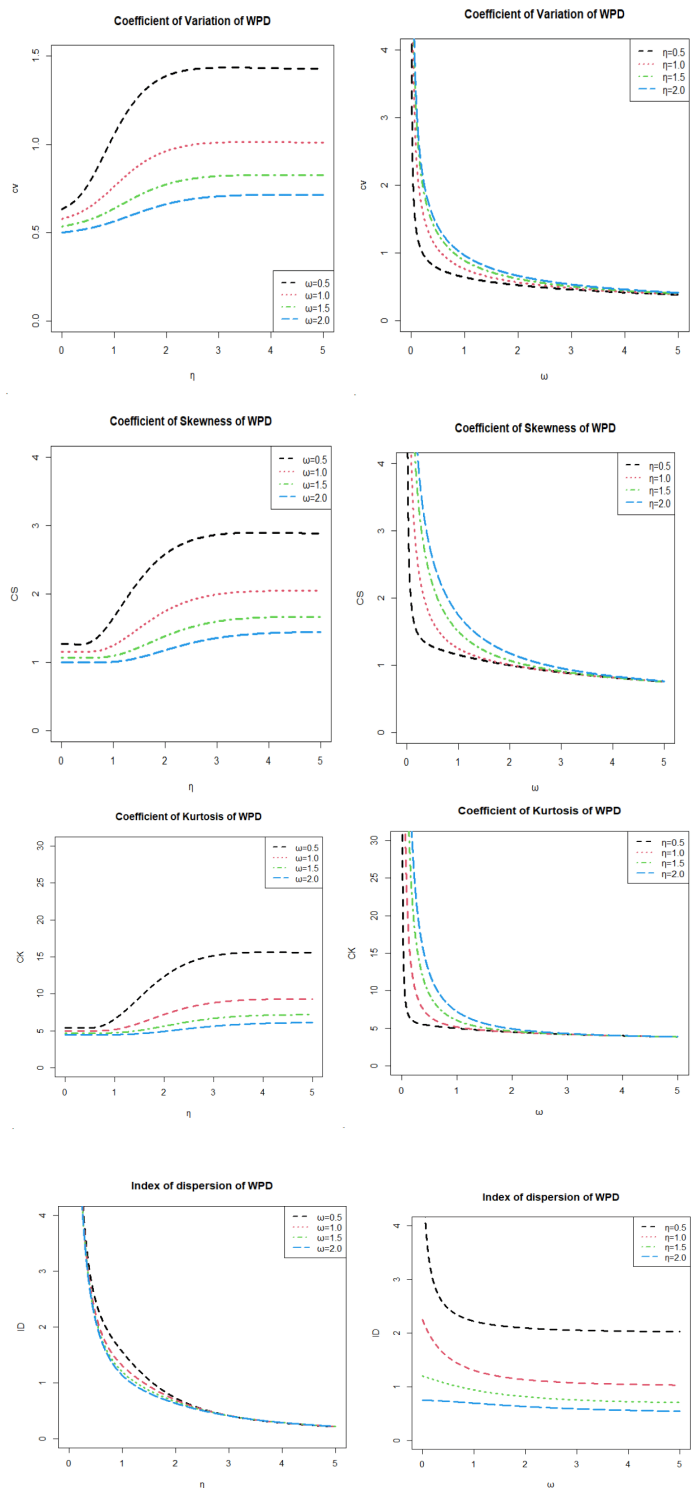 Coefficient of Variation of WPD
1.5
1.0
0.5
0.0
cv
ω=0.5
ω=1.0
ω=1.5
ω=2.0
0 1 2 3 4 5
η
Coefficient of Variation of WPD
4
3
2
1
0
cv
η=0.5
η=1.0
η=1.5
η=2.0
0 1 2 3 4 5
ω
Coefficient of Skewness of WPD
4
3
2
1
0
CS
ω=0.5
ω=1.0
ω=1.5
ω=2.0
0 1 2 3 4 5
η
Coefficient of Skewness of WPD
4
3
2
1
0
CS
η=0.5
η=1.0
η=1.5
η=2.0
0 1 2 3 4 5
ω
Coefficient of Kurtosis of WPD
30
25
20
15
10
5
0
CK
ω=0.5
ω=1.0
ω=1.5
ω=2.0
0 1 2 3 4 5
η
Coefficient of Kurtosis of WPD
30
25
20
15
10
5
0
CK
η=0.5
η=1.0
η=1.5
η=2.0
0 1 2 3 4 5
ω
Index of dispersion of WPD
4
3
2
1
0
ID
ω=0.5
ω=1.0
ω=1.5
ω=2.0
0 1 2 3 4 5
η
Index of dispersion of WPD
4
3
2
1
0
ID
η=0.5
η=1.0
η=1.5
η=2.0
0 1 2 3 4 5
ω